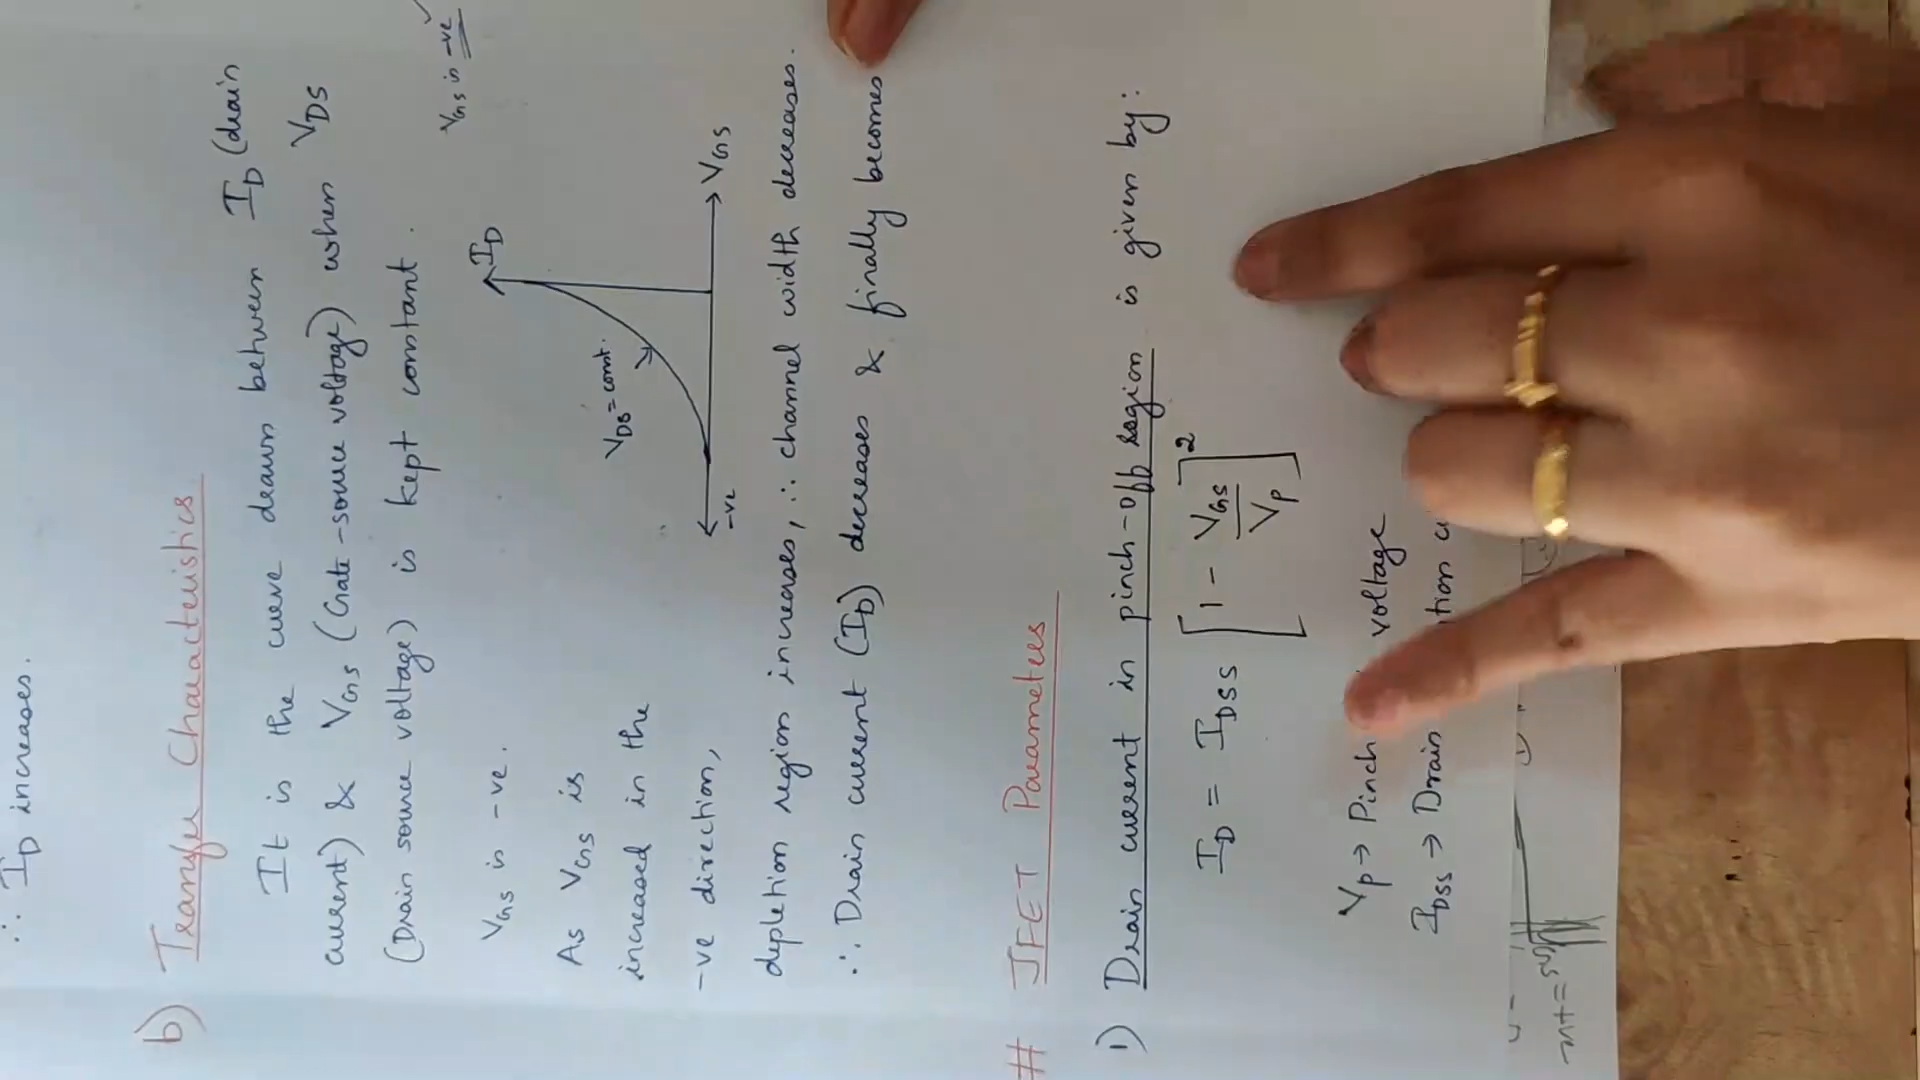 ∴ I_D increases.
b) Transfer Characteristics
It is the curve drawn between I_D (drain
current) & V_GS (Gate-source voltage) when V_DS
(Drain source voltage) is kept constant.
V_GS is -ve
V_GS is -ve.
As V_GS is
increased in the
-ve direction,
I_D
V_DS = const.
V_GS
-ve
depletion region increases, ∴ channel width decreases.
∴ Drain current (I_D) decreases & finally becomes
# JFET Parameters
1) Drain current in pinch-off region is given by:
I_D = I_DSS [1 - V_GS/V_P]²
V_P → Pinch voltage
I_DSS → Drain